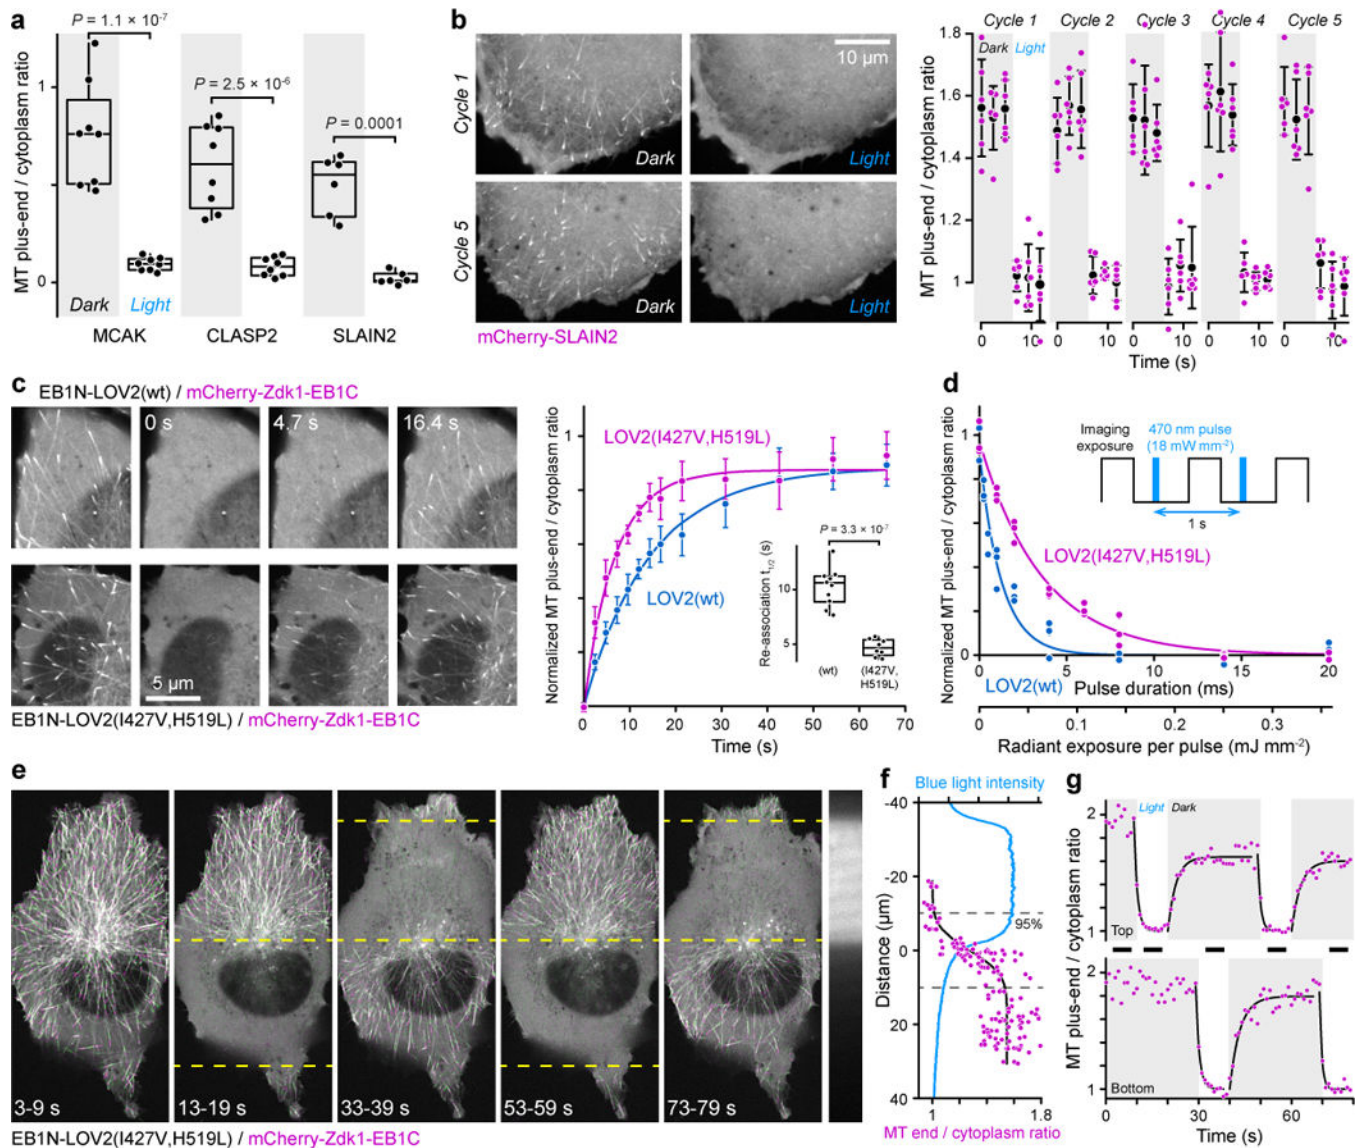 a
MT plus-end / cytoplasm ratio
1
0
P = 1.1 × 10⁻⁷
P = 2.5 × 10⁻⁶
P = 0.0001
Dark
Light
MCAK
CLASP2
SLAIN2
b
Cycle 1
10 µm
Dark
Light
Cycle 5
Dark
Light
mCherry-SLAIN2
MT plus-end / cytoplasm ratio
Cycle 1
Cycle 2
Cycle 3
Cycle 4
Cycle 5
Dark
Light
1.8
1.6
1.4
1.2
1
0 10
0 10
0 10
0 10
0 10
Time (s)
c
EB1N-LOV2(wt) / mCherry-Zdk1-EB1C
0 s
4.7 s
16.4 s
5 µm
EB1N-LOV2(I427V,H519L) / mCherry-Zdk1-EB1C
Normalized MT plus-end / cytoplasm ratio
1
0
LOV2(I427V,H519L)
LOV2(wt)
P = 3.3 × 10⁻⁷
Re-association t1/2 (s)
10
5
(wt)
(I427V,
H519L)
0 10 20 30 40 50 60 70
Time (s)
d
Normalized MT plus-end / cytoplasm ratio
1
0
Imaging
exposure
470 nm pulse
(18 mW mm⁻²)
1 s
LOV2(I427V,H519L)
LOV2(wt)
5 10 15 20
Pulse duration (ms)
0 0.1 0.2 0.3
Radiant exposure per pulse (mJ mm⁻²)
e
3-9 s
13-19 s
33-39 s
53-59 s
73-79 s
EB1N-LOV2(I427V,H519L) / mCherry-Zdk1-EB1C
f
Blue light intensity
Distance (µm)
-40
-20
0
20
40
95%
1 1.8
MT end / cytoplasm ratio
g
MT plus-end / cytoplasm ratio
Light
Dark
2
1
Top
2
1
Bottom
0 30 60
Time (s)